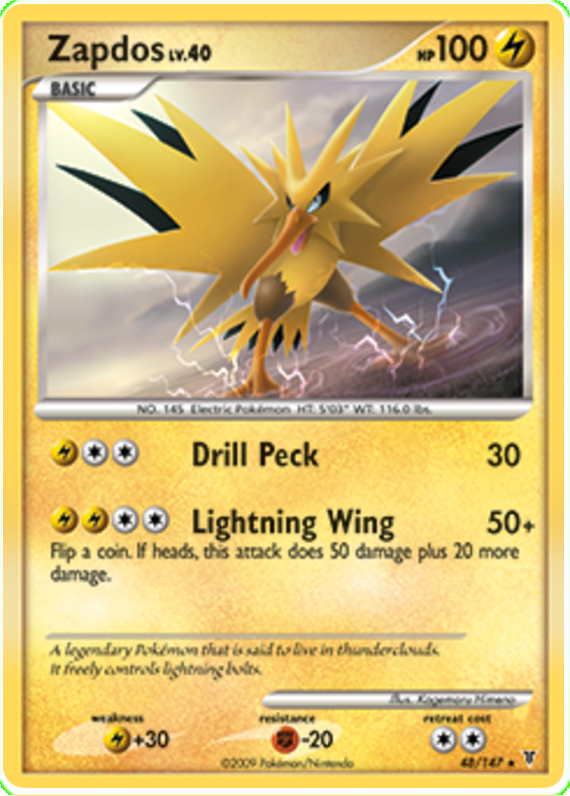 Zapdos LV.40 HP 100
BASIC
NO. 145 Electric Pokémon HT: 5'03" WT: 116.0 lbs.
Drill Peck 30
Lightning Wing 50+
Flip a coin. If heads, this attack does 50 damage plus 20 more
damage.
A legendary Pokémon that is said to live in thunderclouds.
It freely controls lightning bolts.
Illus. Kagemaru Himeno
weakness resistance retreat cost
+30 -20
©2009 Pokémon/Nintendo 48/147